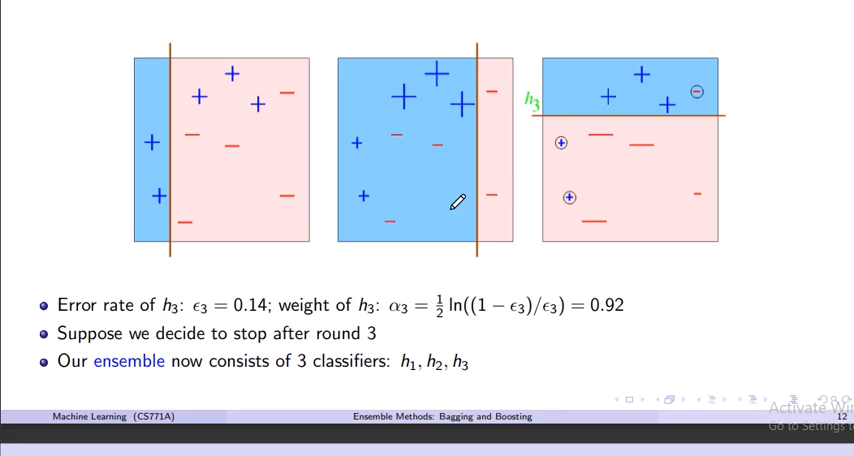 h₃
Error rate of h₃: ϵ₃ = 0.14; weight of h₃: α₃ = ½ ln((1 − ϵ₃)/ϵ₃) = 0.92
Suppose we decide to stop after round 3
Our ensemble now consists of 3 classifiers: h₁, h₂, h₃
Machine Learning (CS771A) Ensemble Methods: Bagging and Boosting 12
Activate Win
Go to Settings to